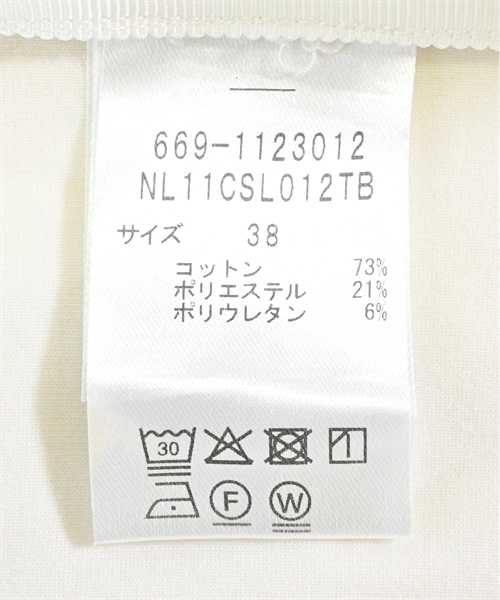 669-1123012
NL11CSL012TB
サイズ 38
コットン 73%
ポリエステル 21%
ポリウレタン 6%
30
F W